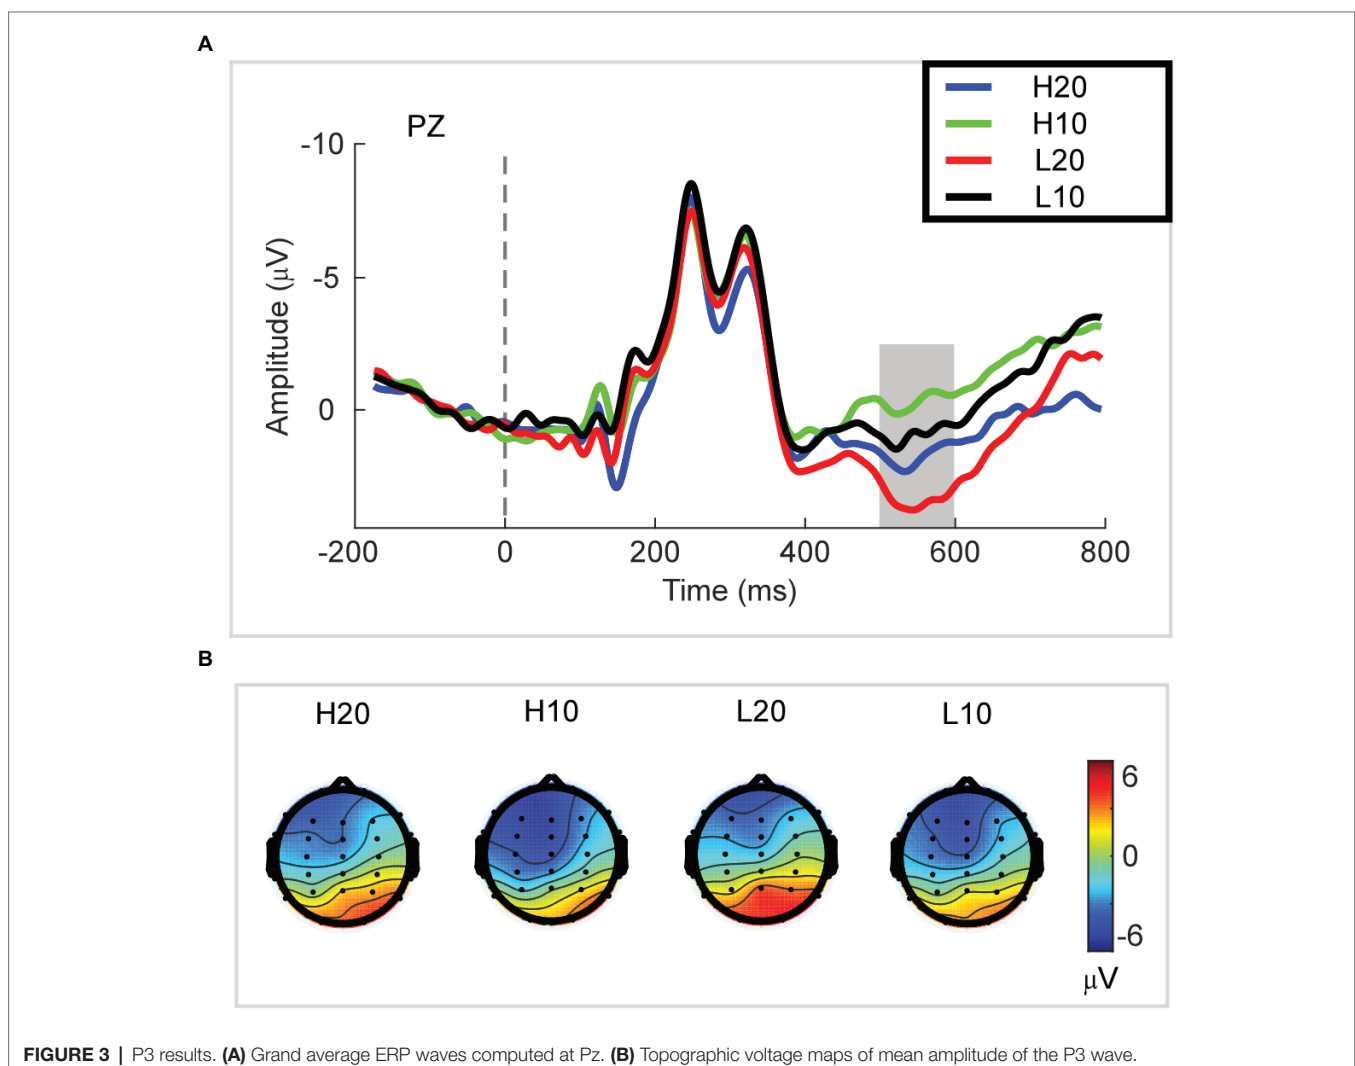 A
H20
H10
L20
L10
PZ
-10
-5
0
Amplitude (μV)
-200 0 200 400 600 800
Time (ms)
B
H20 H10 L20 L10
6
0
-6
μV
FIGURE 3 | P3 results. (A) Grand average ERP waves computed at Pz. (B) Topographic voltage maps of mean amplitude of the P3 wave.